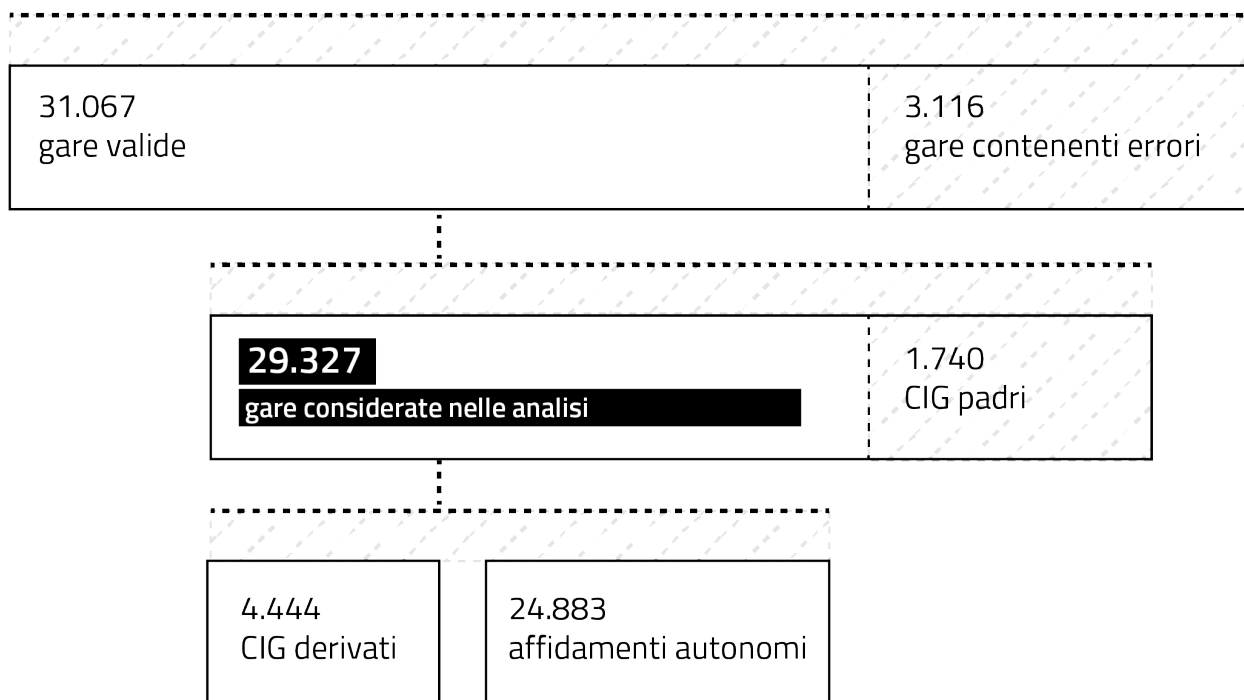 31.067
gare valide
3.116
gare contenenti errori
29.327
gare considerate nelle analisi
1.740
CIG padri
4.444
CIG derivati
24.883
affidamenti autonomi